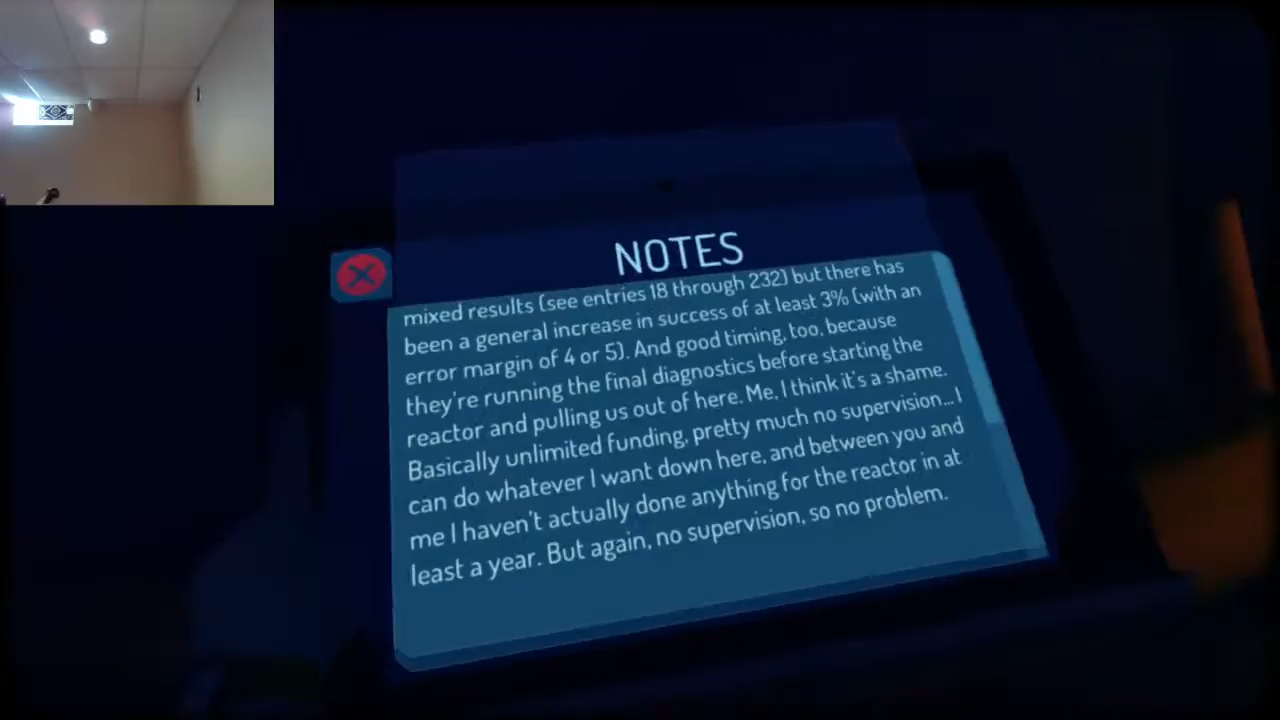 NOTES
mixed results (see entries 18 through 232) but there has
been a general increase in success of at least 3% (with an
error margin of 4 or 5). And good timing, too, because
they're running the final diagnostics before starting the
reactor and pulling us out of here. Me, I think it's a shame.
Basically unlimited funding, pretty much no supervision... I
can do whatever I want down here, and between you and
me I haven't actually done anything for the reactor in at
least a year. But again, no supervision, so no problem.